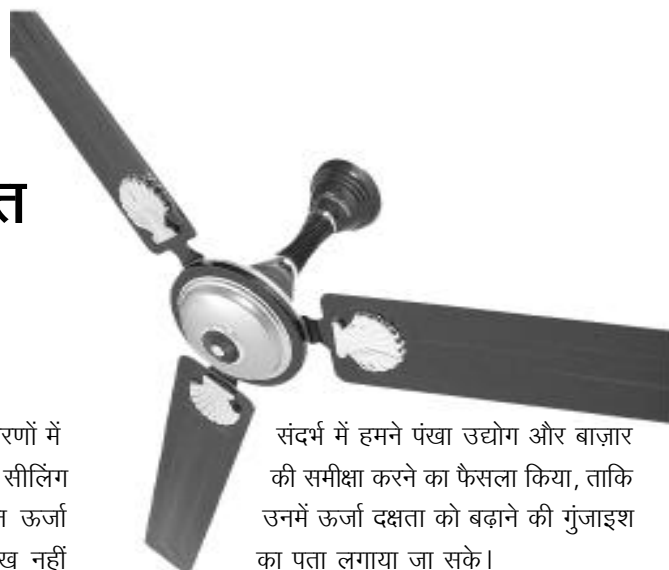 त
रणों में
सीलिंग
ऊर्जा
नहीं
संदर्भ में हमने पंखा उद्योग और बाज़ार
की समीक्षा करने का फैसला किया, ताकि
उनमें ऊर्जा दक्षता को बढ़ाने की गुंजाइश
का पता लगाया जा सके।